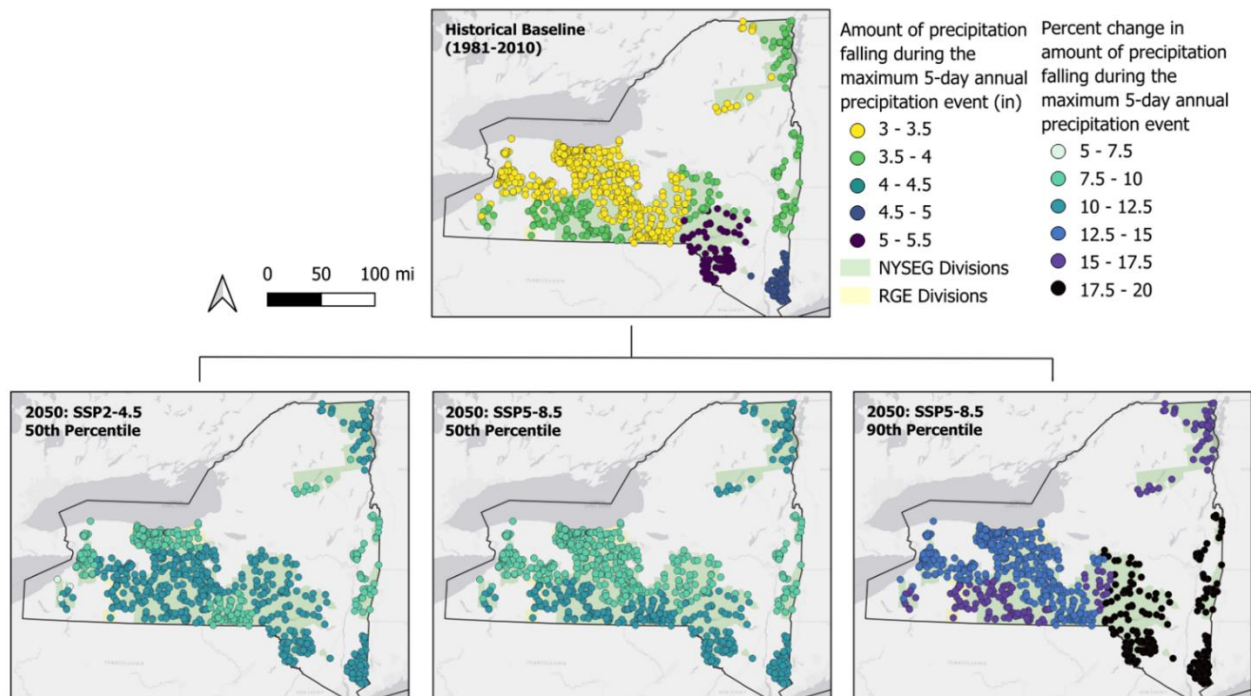 Historical Baseline
(1981-2010)
Amount of precipitation
falling during the
maximum 5-day annual
precipitation event (in)
3 - 3.5
3.5 - 4
4 - 4.5
4.5 - 5
5 - 5.5
NYSEG Divisions
RGE Divisions
Percent change in
amount of precipitation
falling during the
maximum 5-day annual
precipitation event
5 - 7.5
7.5 - 10
10 - 12.5
12.5 - 15
15 - 17.5
17.5 - 20
0 50 100 mi
2050: SSP2-4.5
50th Percentile
2050: SSP5-8.5
50th Percentile
2050: SSP5-8.5
90th Percentile